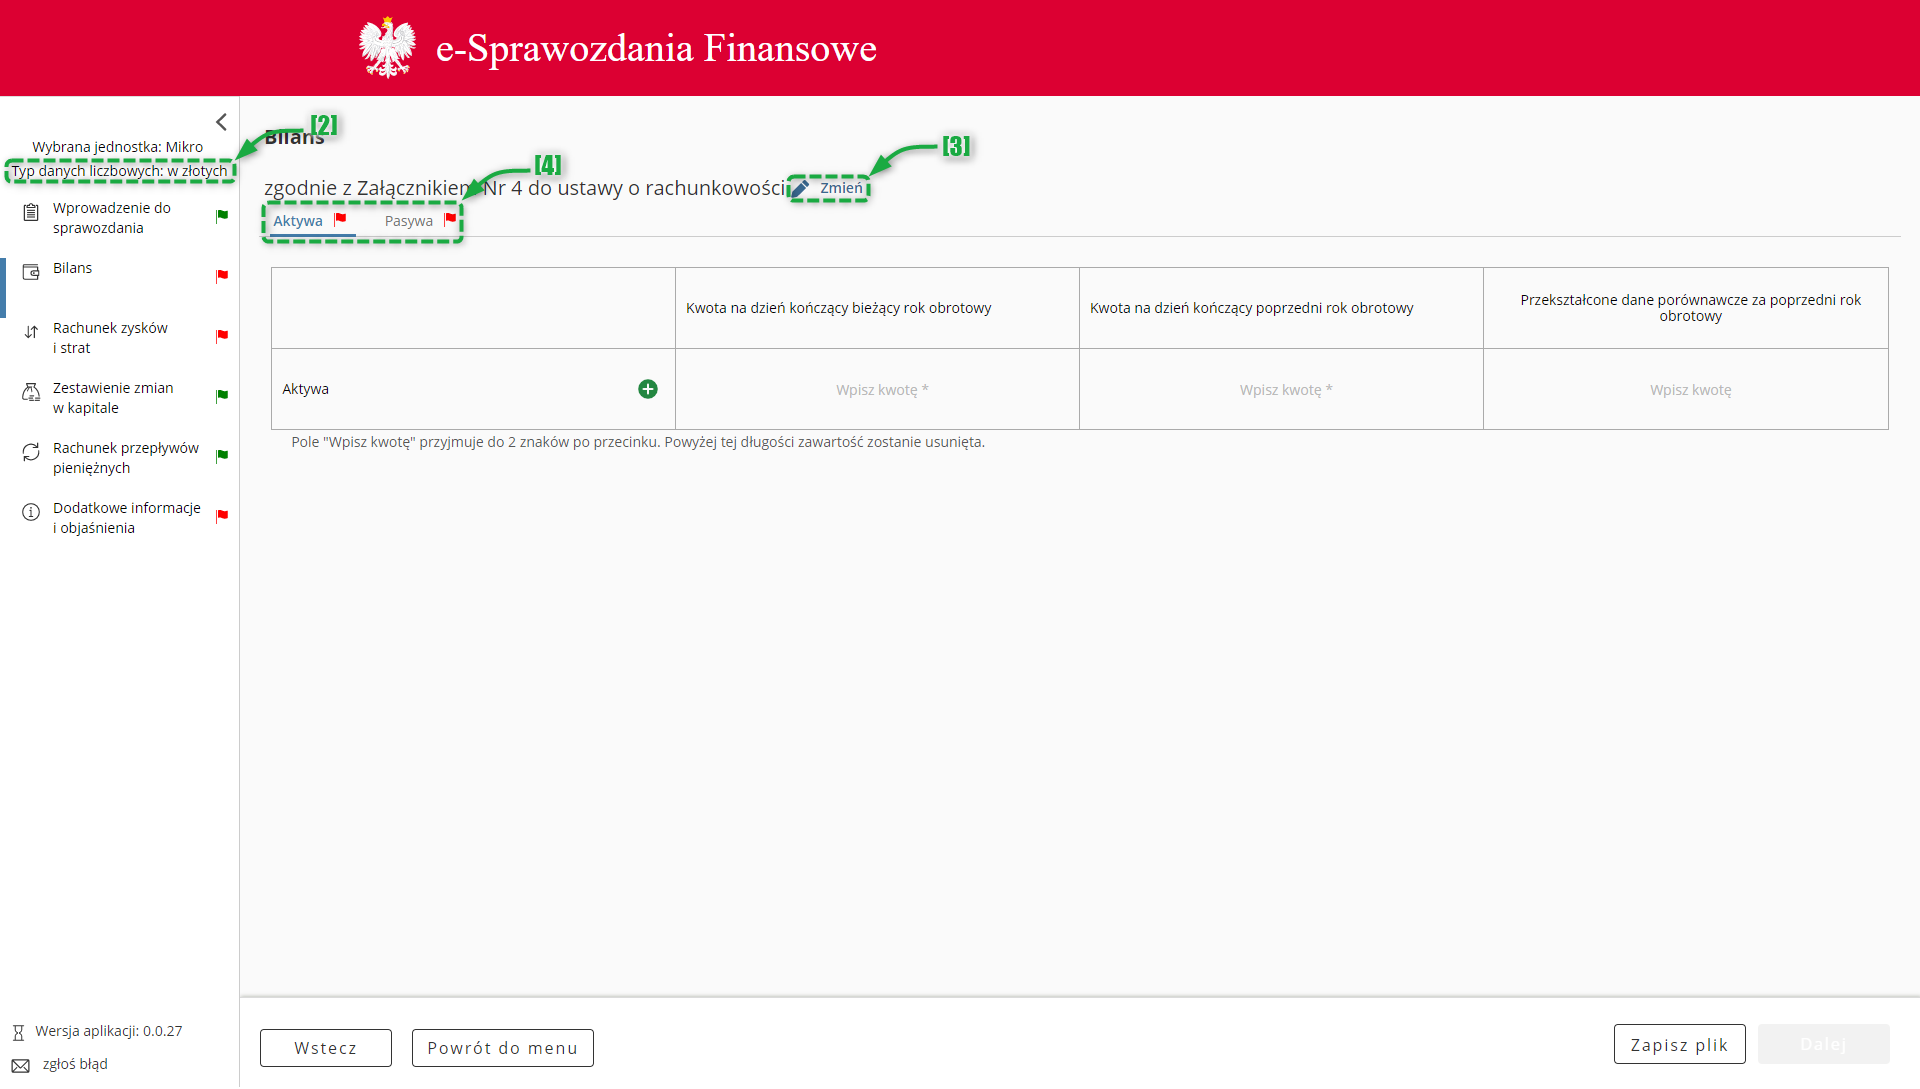 e-Sprawozdania Finansowe
[2]
Wybrana jednostka: Mikro
Typ danych liczbowych: w złotych
Wprowadzenie do
sprawozdania
Bilans
Rachunek zysków
i strat
Zestawienie zmian
w kapitale
Rachunek przepływów
pieniężnych
Dodatkowe informacje
i objaśnienia
Wersja aplikacji: 0.0.27
zgłoś błąd
Bilans
[3]
[4]
zgodnie z Załącznikiem Nr 4 do ustawy o rachunkowości Zmień
Aktywa Pasywa
Kwota na dzień kończący bieżący rok obrotowy
Kwota na dzień kończący poprzedni rok obrotowy
Przekształcone dane porównawcze za poprzedni rok
obrotowy
Aktywa Wpisz kwotę * Wpisz kwotę * Wpisz kwotę
Pole "Wpisz kwotę" przyjmuje do 2 znaków po przecinku. Powyżej tej długości zawartość zostanie usunięta.
Wstecz Powrót do menu Zapisz plik Dalej